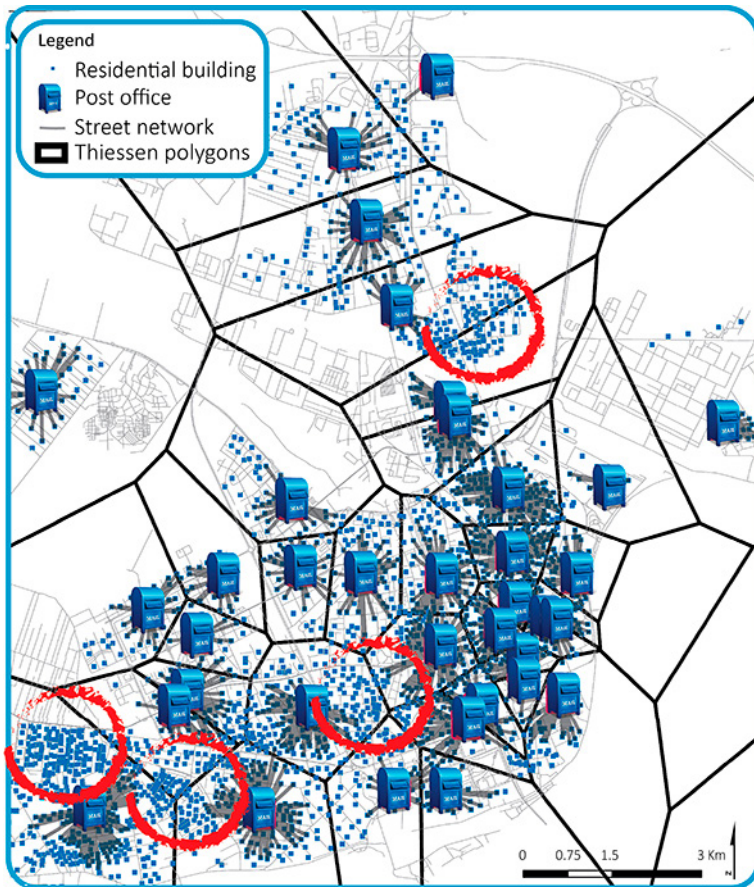 Legend
Residential building
Post office
Street network
Thiessen polygons
0 0.75 1.5 3 Km
N